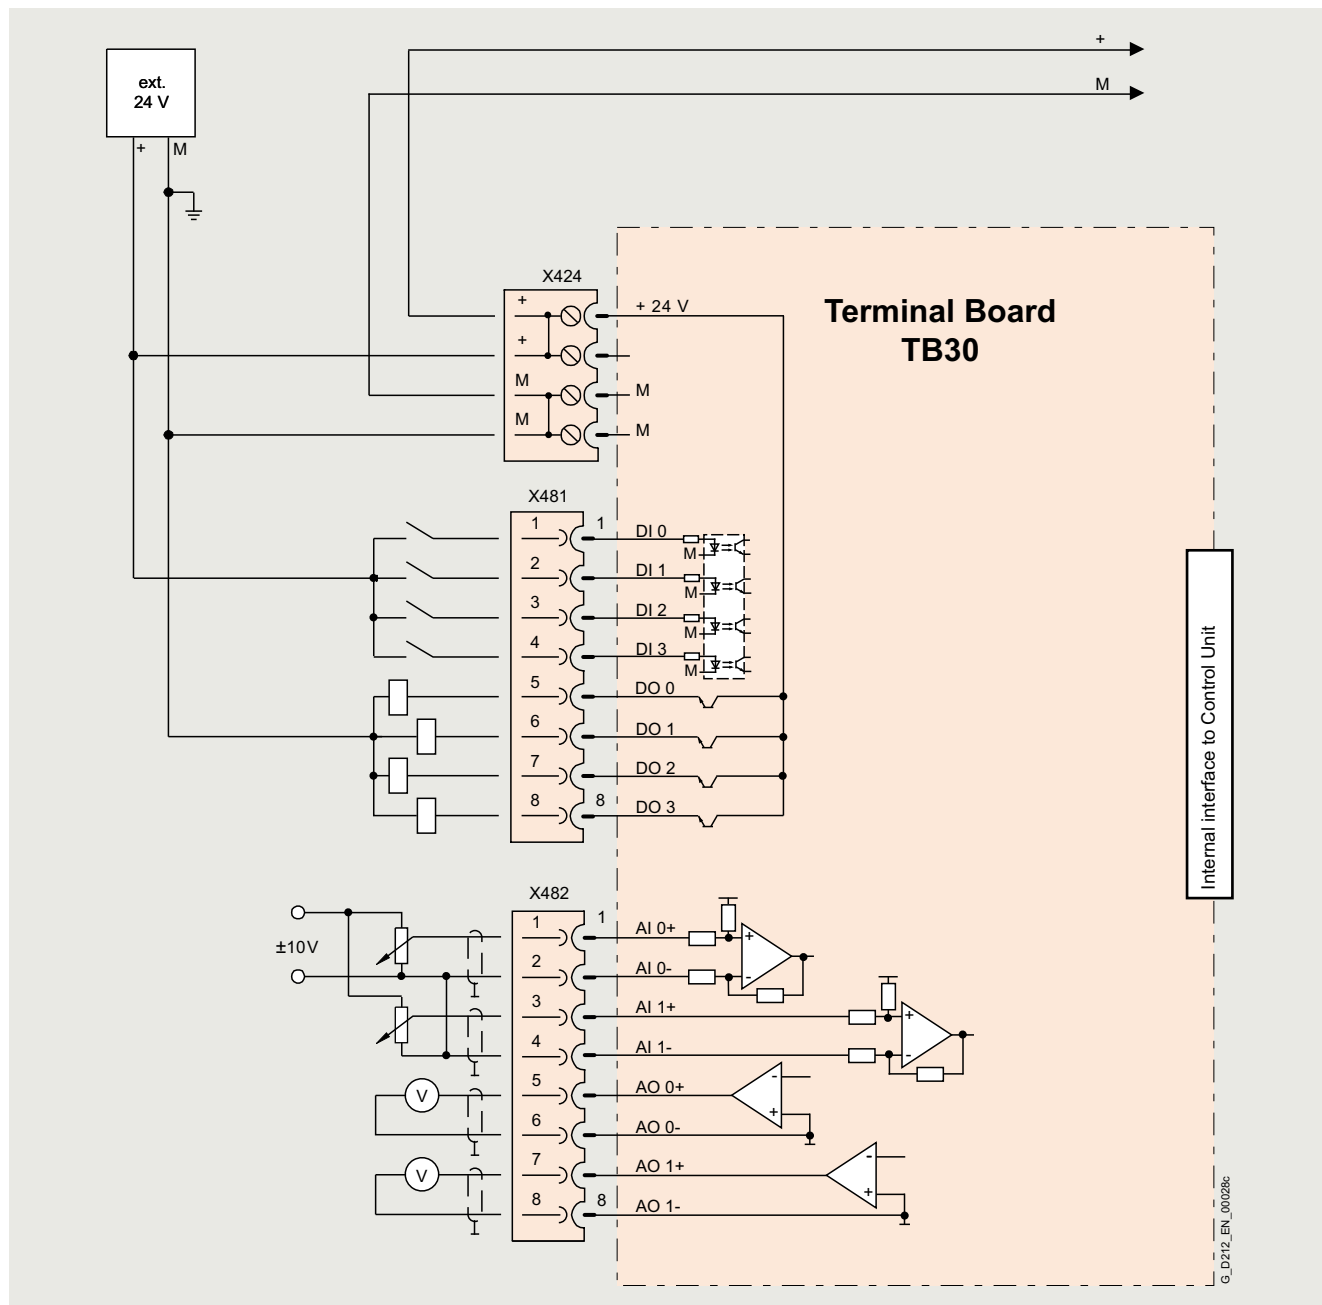 +
M
ext.
24 V
+ M
X424
+ + 24 V
+
M M
M M
Terminal Board
TB30
X481
1 1 DI 0
M
2 DI 1
M
3 DI 2
M
4 DI 3
M
5 DO 0
6 DO 1
7 DO 2
8 8 DO 3
Internal interface to Control Unit
X482
±10V
1 1 AI 0+
+
2 AI 0-
-
3 AI 1+
+
4 AI 1-
-
V 5 AO 0+
-
+
6 AO 0-
V 7 AO 1+
-
+
8 8 AO 1-
G_D212_EN_00028c